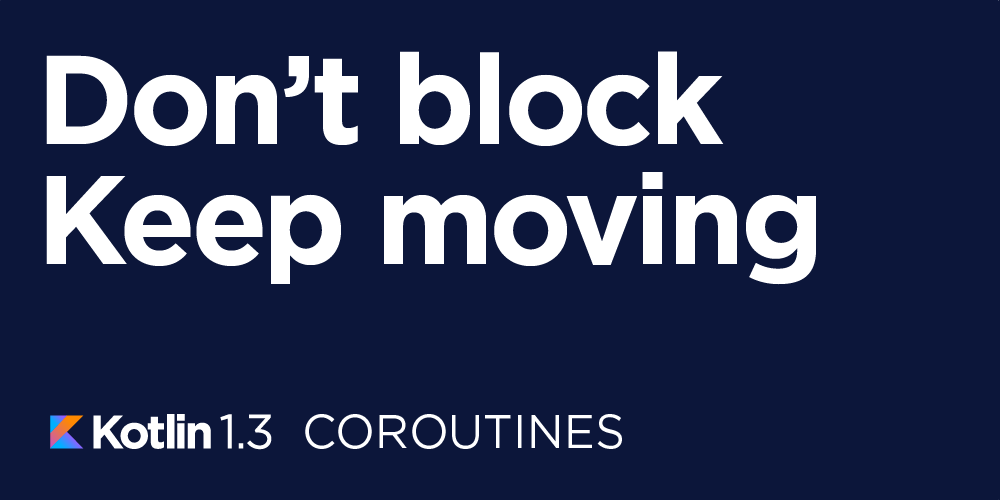 Don’t block
Keep moving
Kotlin 1.3 COROUTINES